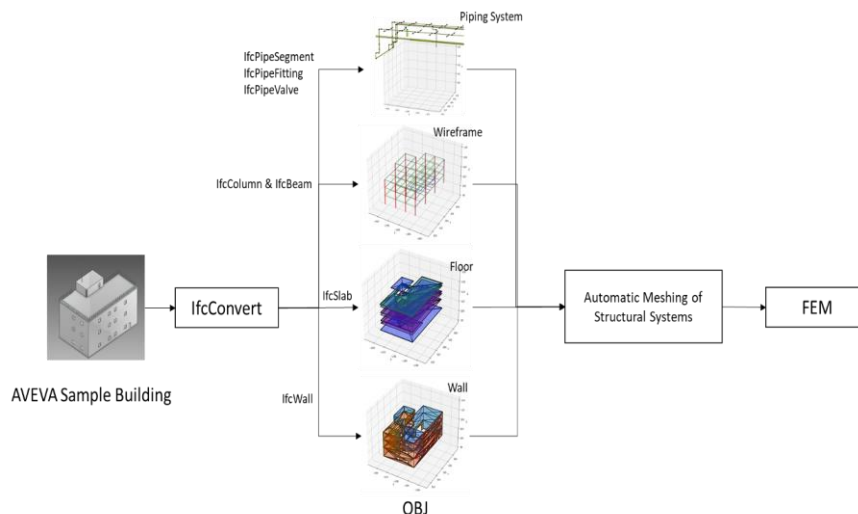 Piping System
IfcPipeSegment
IfcPipeFitting
IfcPipeValve
Wireframe
IfcColumn & IfcBeam
Floor
IfcSlab
IfcConvert
Automatic Meshing of
Structural Systems
FEM
AVEVA Sample Building
IfcWall
Wall
OBJ